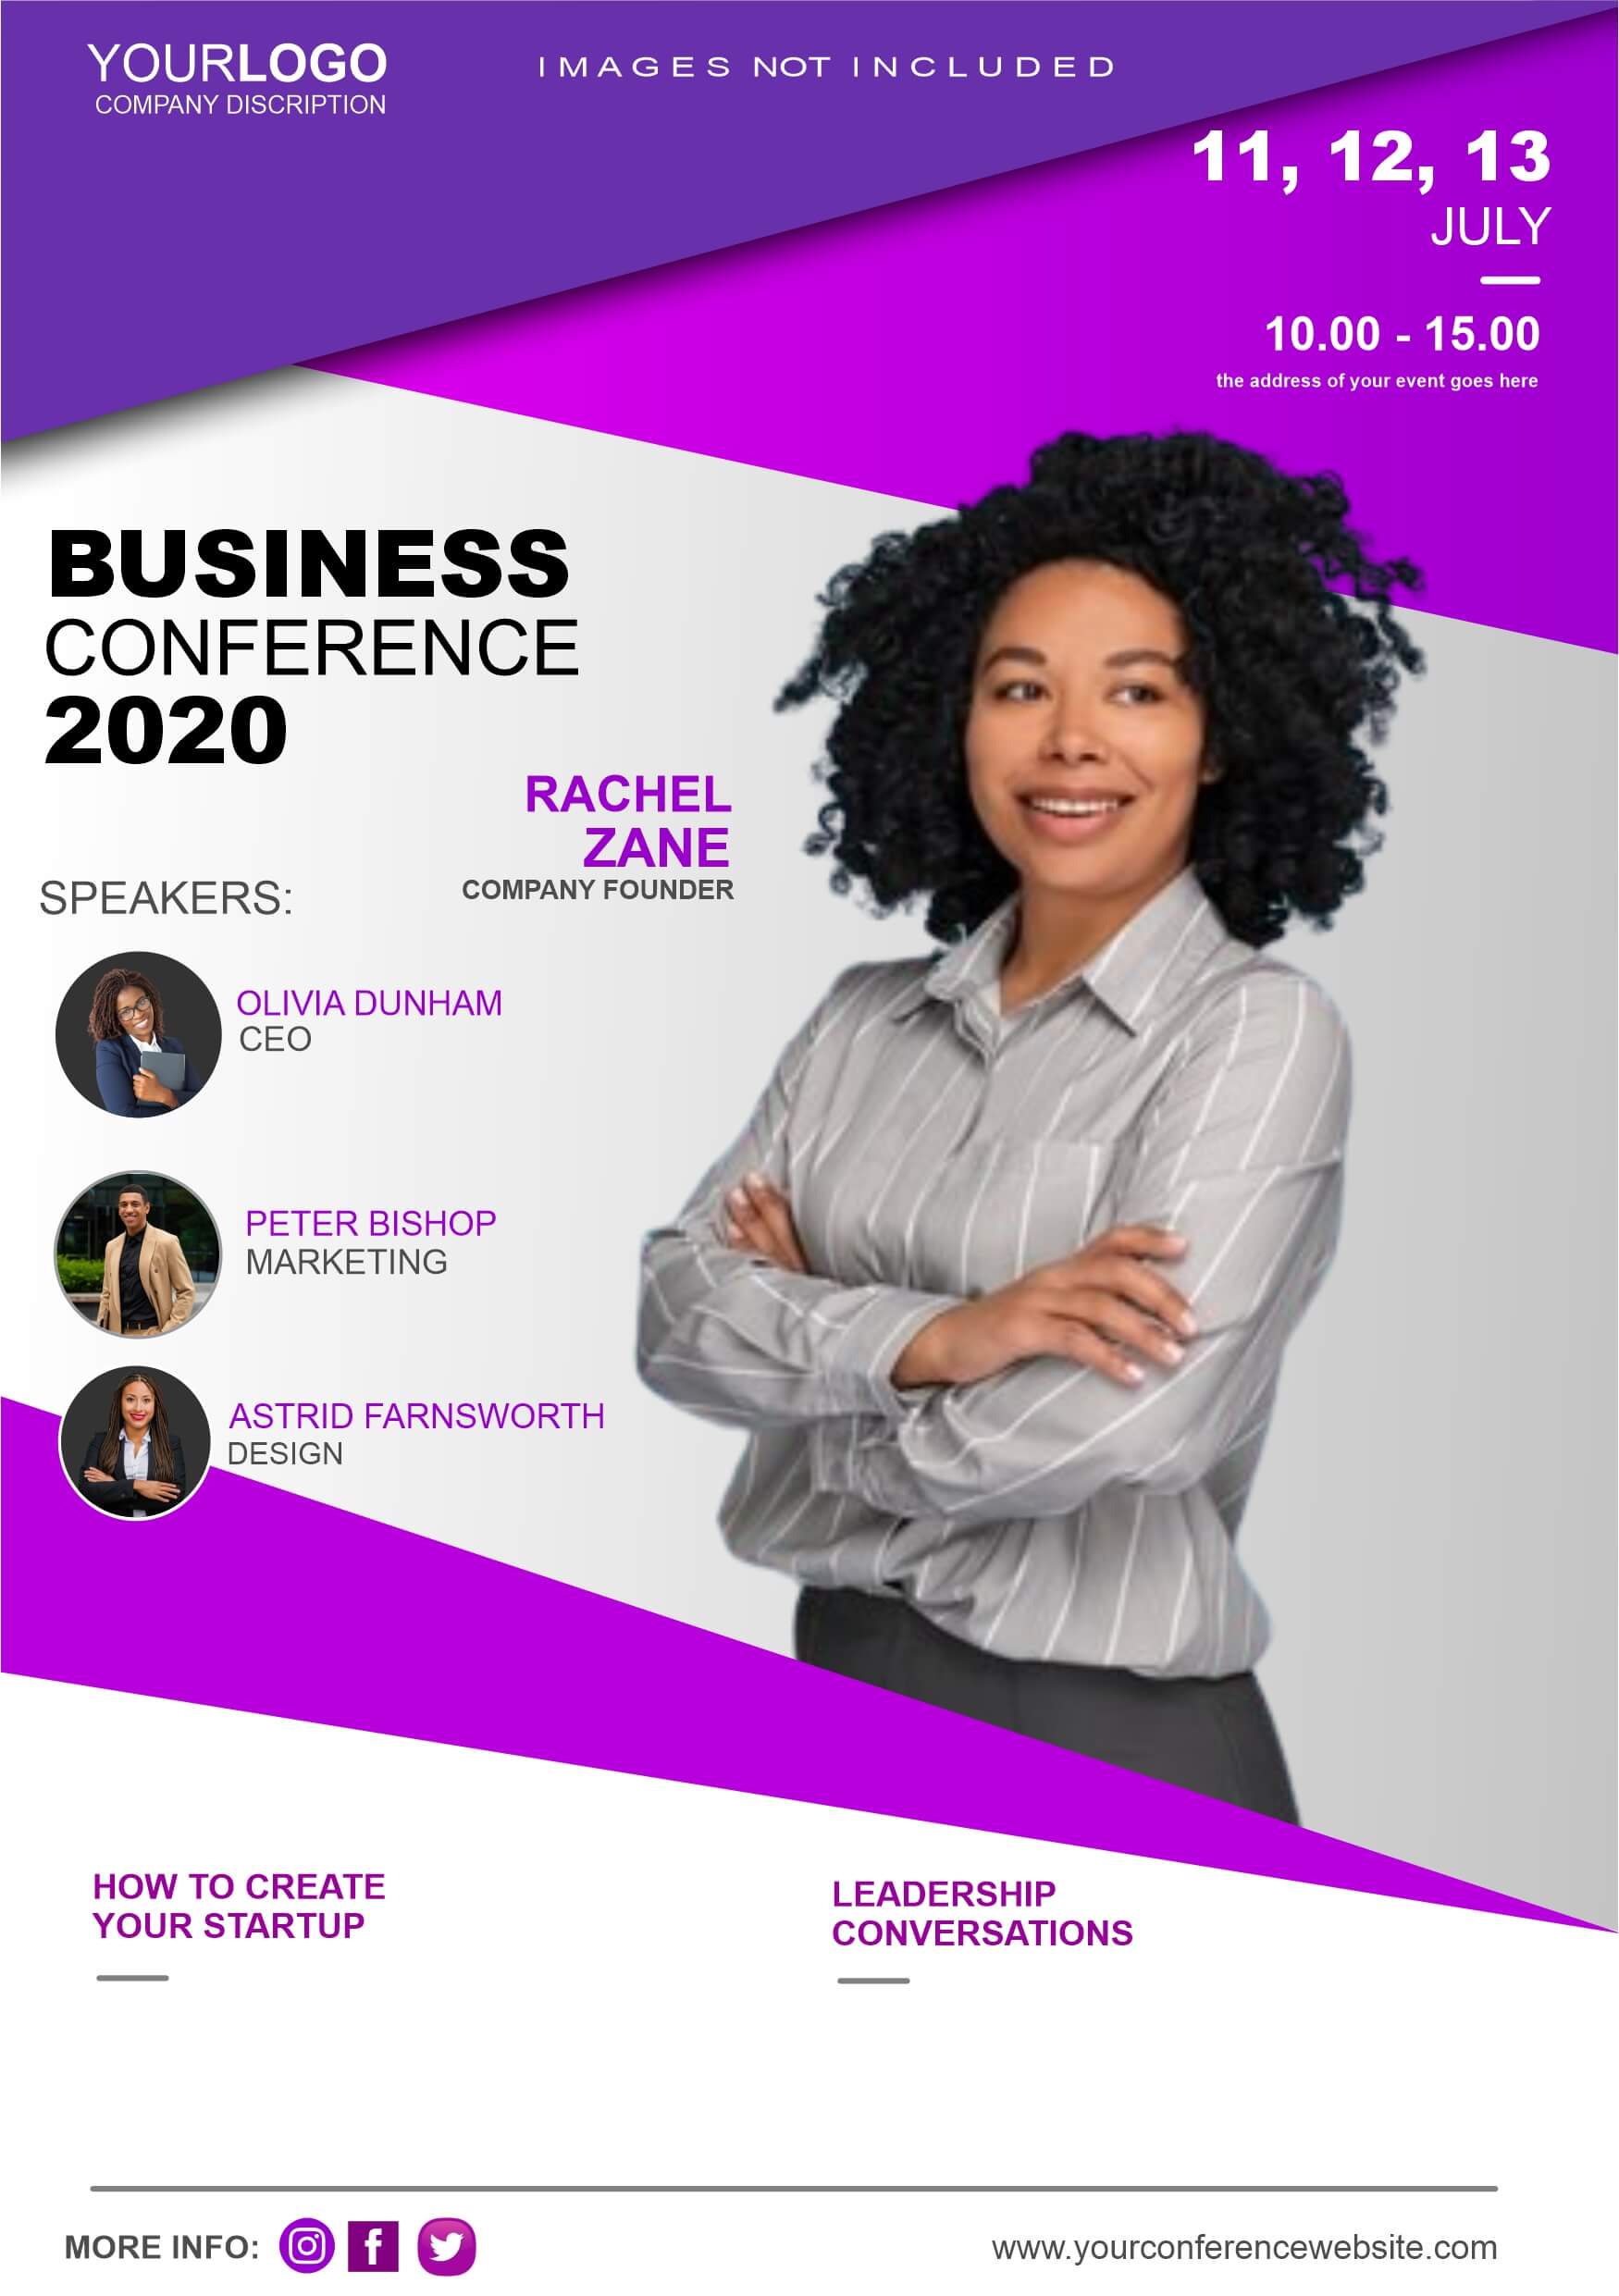 YOURLOGO
COMPANY DISCRIPTION
IMAGES NOT INCLUDED
11, 12, 13
JULY
10.00 - 15.00
the address of your event goes here
BUSINESS
CONFERENCE
2020
RACHEL
ZANE
COMPANY FOUNDER
SPEAKERS:
OLIVIA DUNHAM
CEO
PETER BISHOP
MARKETING
ASTRID FARNSWORTH
DESIGN
HOW TO CREATE
YOUR STARTUP
LEADERSHIP
CONVERSATIONS
MORE INFO:
www.yourconferencewebsite.com